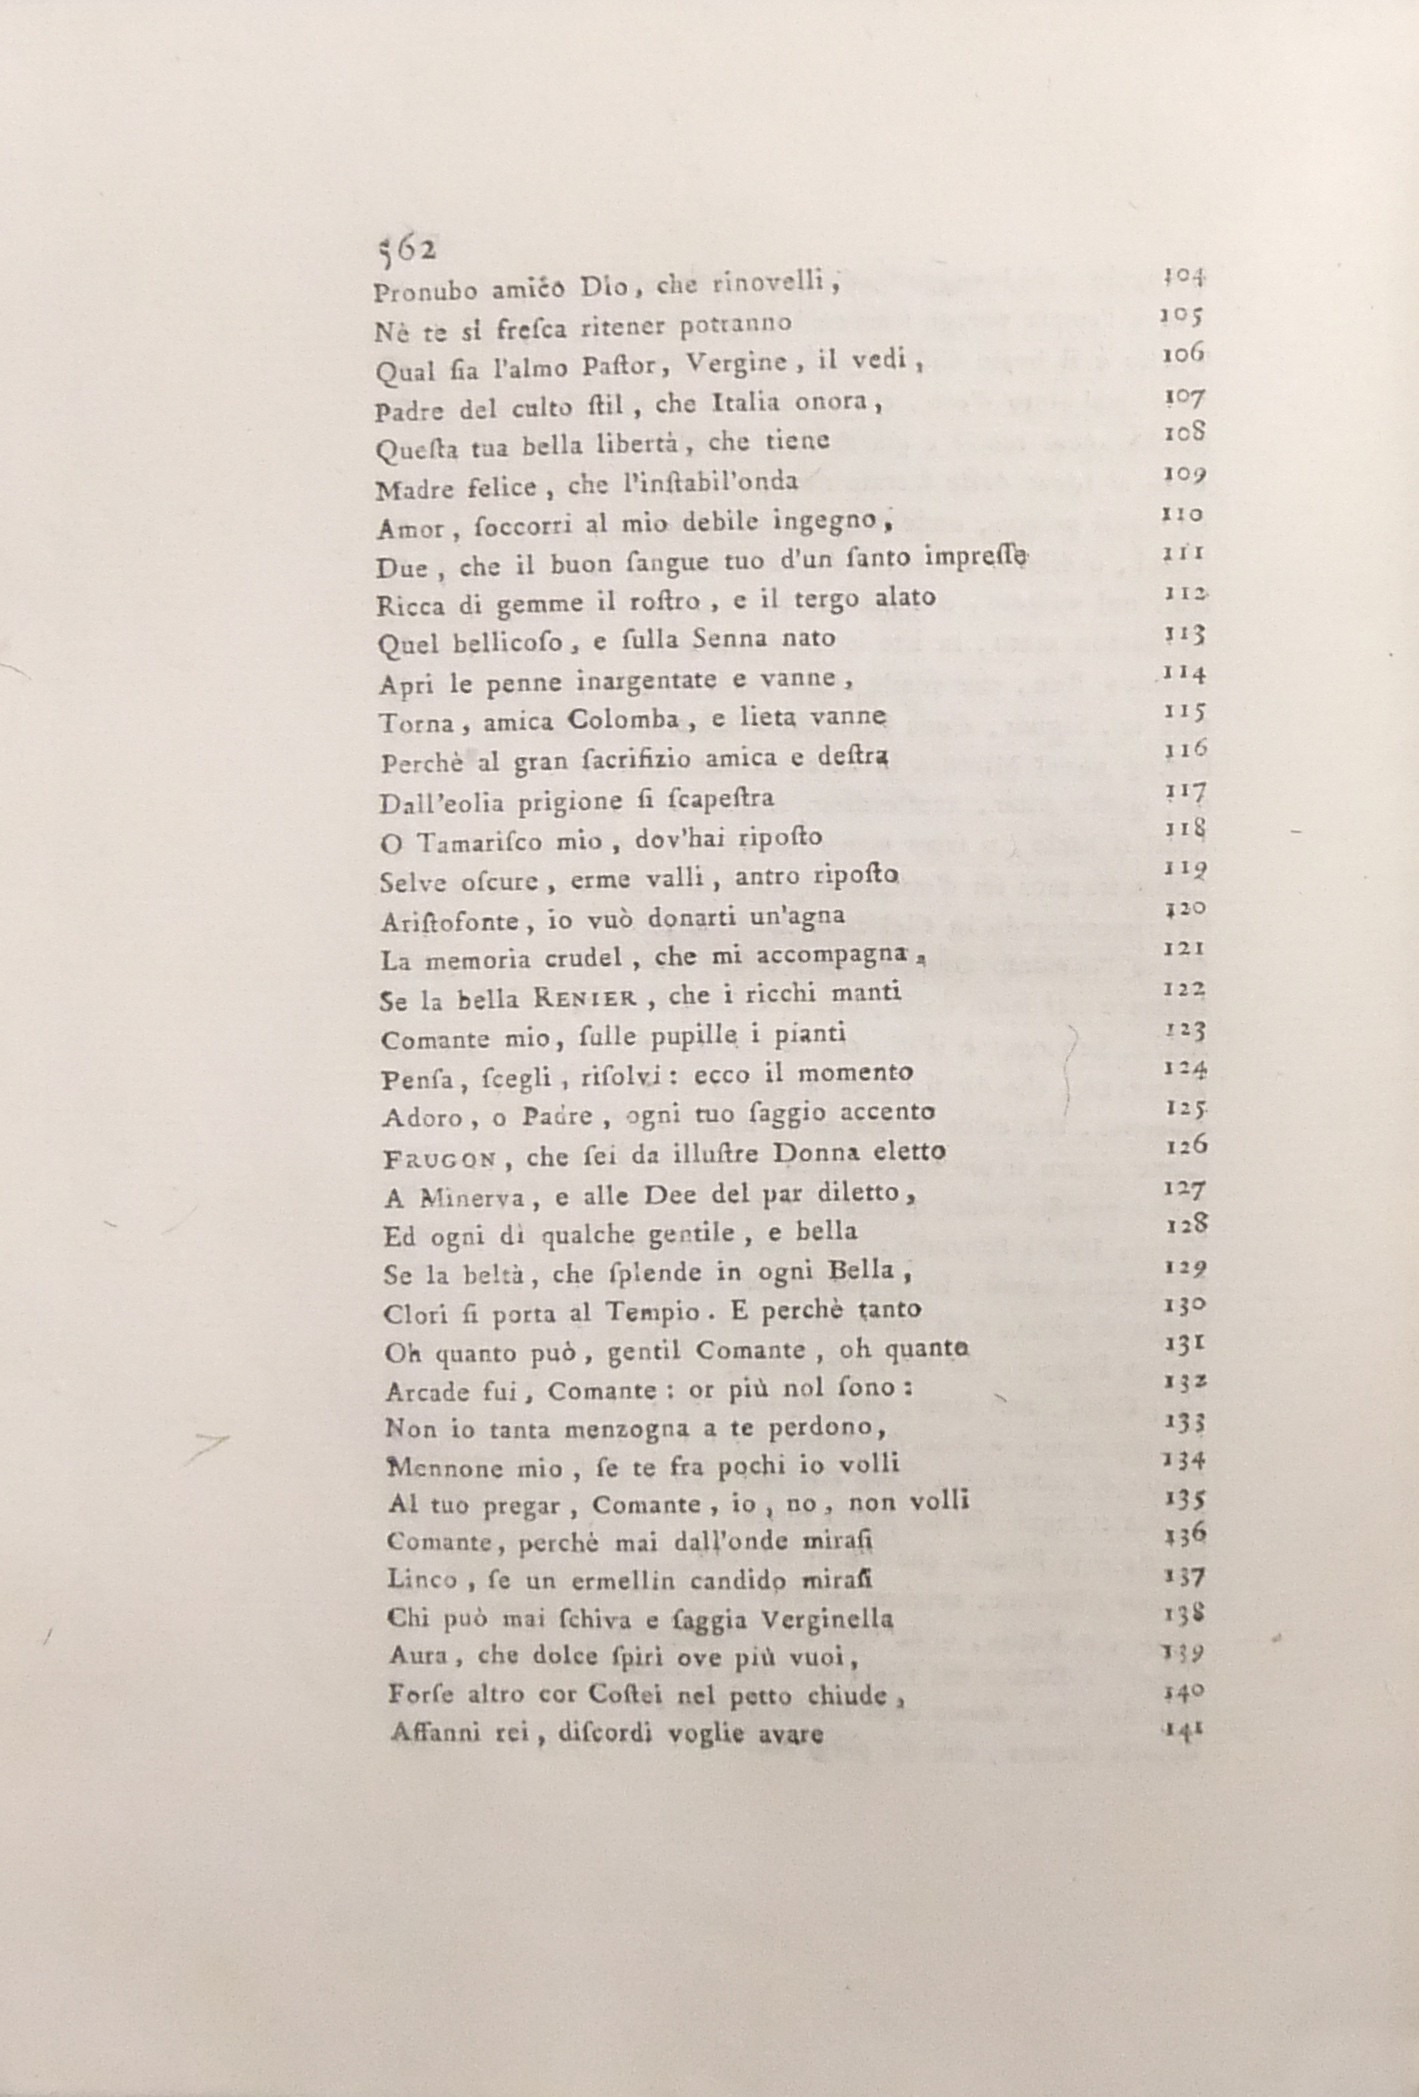 562
Pronubo amico Dio, che rinovelli, 104
Nè te sì freſca ritener potranno 105
Qual ſia l'almo Paſtor, Vergine, il vedi, 106
Padre del culto ſtil, che Italia onora, 107
Queſta tua bella libertà, che tiene 108
Madre felice, che l'inſtabil'onda 109
Amor, ſoccorri al mio debile ingegno, 110
Due, che il buon ſangue tuo d'un ſanto impreſſe 111
Ricca di gemme il roſtro, e il tergo alato 112
Quel bellicoſo, e ſulla Senna nato 113
Apri le penne inargentate e vanne, 114
Torna, amica Colomba, e lieta vanne 115
Perchè al gran ſacrifizio amica e deſtra 116
Dall'eolia prigione ſi ſcapeſtra 117
O Tamariſco mio, dov'hai ripoſto 118
Selve oſcure, erme valli, antro ripoſto 119
Ariſtofonte, io vuò donarti un'agna 120
La memoria crudel, che mi accompagna, 121
Se la bella RENIER, che i ricchi manti 122
Comante mio, ſulle pupille i pianti 123
Penſa, ſcegli, riſolvi: ecco il momento 124
Adoro, o Padre, ogni tuo ſaggio accento 125
FRUGON, che ſei da illuſtre Donna eletto 126
A Minerva, e alle Dee del par diletto, 127
Ed ogni dì qualche gentile, e bella 128
Se la beltà, che ſplende in ogni Bella, 129
Clori ſi porta al Tempio. E perchè tanto 130
Oh quanto può, gentil Comante, oh quanto 131
Arcade fui, Comante: or più nol ſono: 132
Non io tanta menzogna a te perdono, 133
Mennone mio, ſe te fra pochi io volli 134
Al tuo pregar, Comante, io, no, non volli 135
Comante, perchè mai dall'onde miraſi 136
Linco, ſe un ermellin candido miraſi 137
Chi può mai ſchiva e ſaggia Verginella 138
Aura, che dolce ſpiri ove più vuoi, 139
Forſe altro cor Coſtei nel petto chiude, 140
Affanni rei, diſcordi voglie avare 141